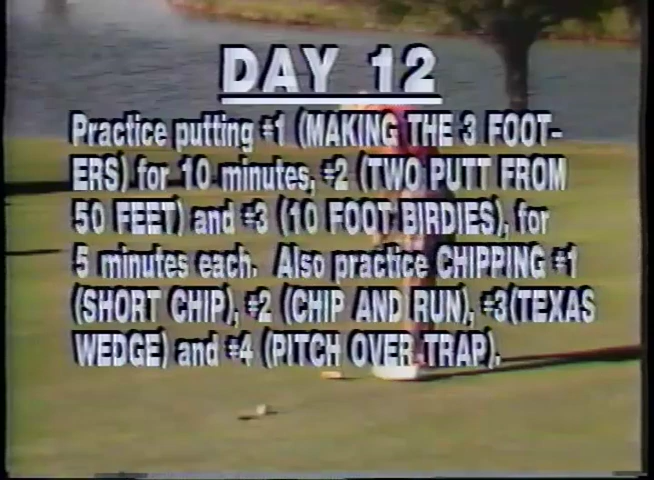 DAY 12
Practice putting #1 (MAKING THE 3 FOOT-
ERS) for 10 minutes, #2 (TWO PUTT FROM
50 FEET) and #3 (10 FOOT BIRDIES), for
5 minutes each. Also practice CHIPPING #1
(SHORT CHIP), #2 (CHIP AND RUN), #3(TEXAS
WEDGE) and #4 (PITCH OVER TRAP).